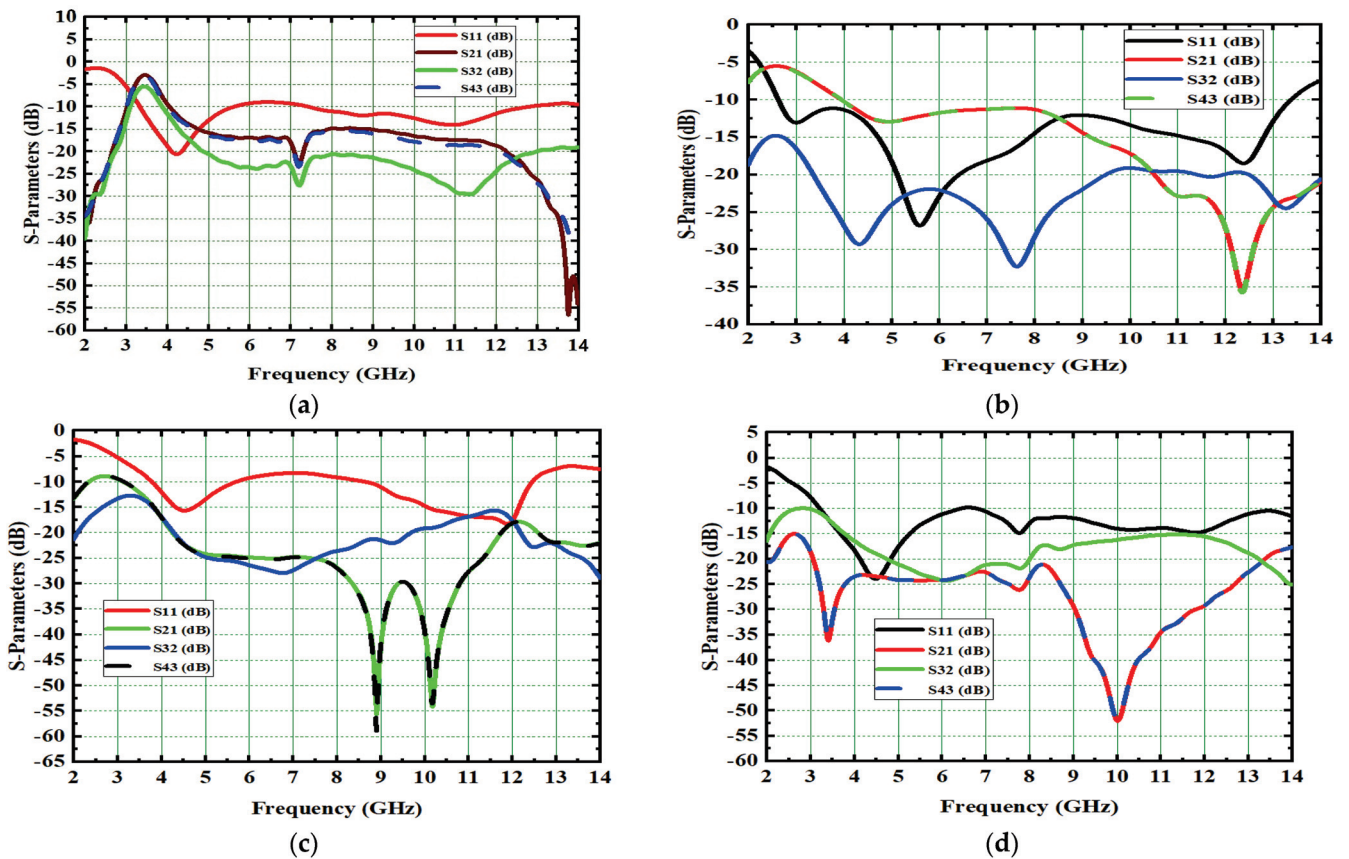 S-Parameters (dB)
10
5
0
-5
-10
-15
-20
-25
-30
-35
-40
-45
-50
-55
-60
S11 (dB)
S21 (dB)
S32 (dB)
S43 (dB)
2 3 4 5 6 7 8 9 10 11 12 13 14
Frequency (GHz)
(a)
S-Parameters (dB)
0
-5
-10
-15
-20
-25
-30
-35
-40
S11 (dB)
S21 (dB)
S32 (dB)
S43 (dB)
2 3 4 5 6 7 8 9 10 11 12 13 14
Frequency (GHz)
(b)
S-Parameters (dB)
0
-5
-10
-15
-20
-25
-30
-35
-40
-45
-50
-55
-60
-65
S11 (dB)
S21 (dB)
S32 (dB)
S43 (dB)
2 3 4 5 6 7 8 9 10 11 12 13 14
Frequency (GHz)
(c)
S-Parameters (dB)
5
0
-5
-10
-15
-20
-25
-30
-35
-40
-45
-50
-55
-60
S11 (dB)
S21 (dB)
S32 (dB)
S43 (dB)
2 3 4 5 6 7 8 9 10 11 12 13 14
Frequency (GHz)
(d)